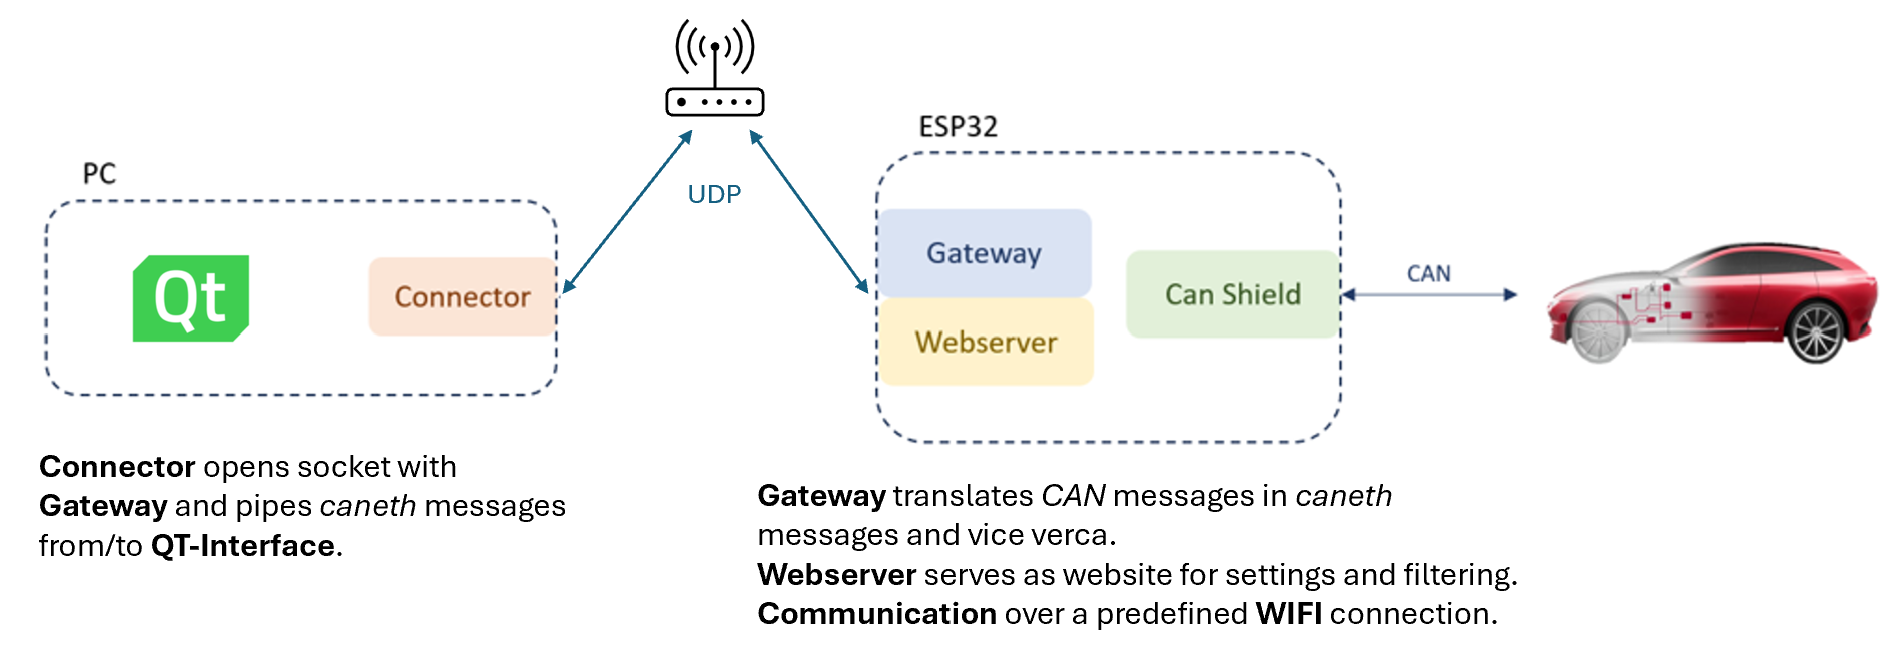 PC
Qt
Connector
UDP
ESP32
Gateway
Webserver
Can Shield
CAN
Connector opens socket with
Gateway and pipes caneth messages
from/to QT-Interface.
Gateway translates CAN messages in caneth
messages and vice verca.
Webserver serves as website for settings and filtering.
Communication over a predefined WIFI connection.